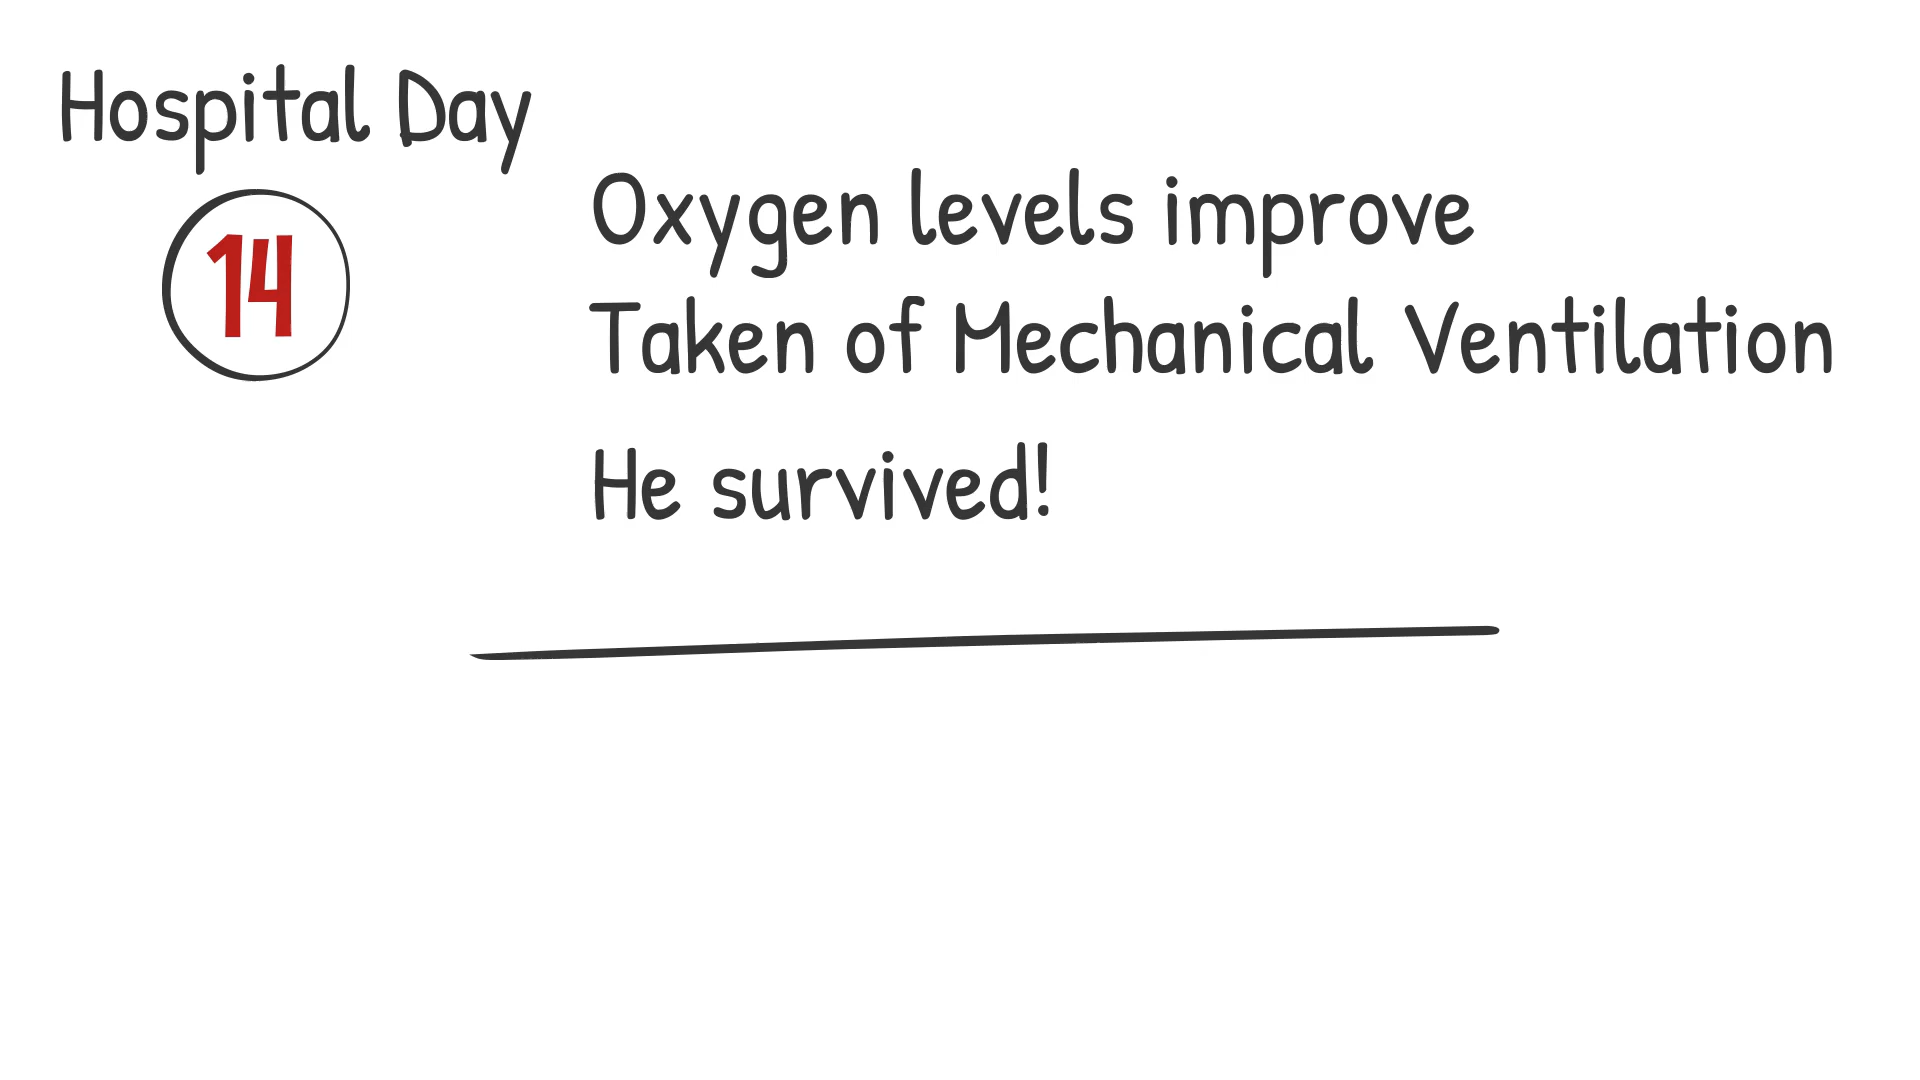 Hospital Day
14
Oxygen levels improve
Taken of Mechanical Ventilation
He survived!